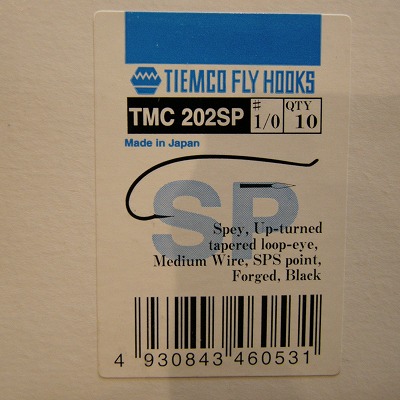 TIEMCO FLY HOOKS
TMC 202SP # 1/0 QTY 10
Made in Japan
SP
Spey, Up-turned
tapered loop-eye,
Medium Wire, SPS point,
Forged, Black
4 930843 460531